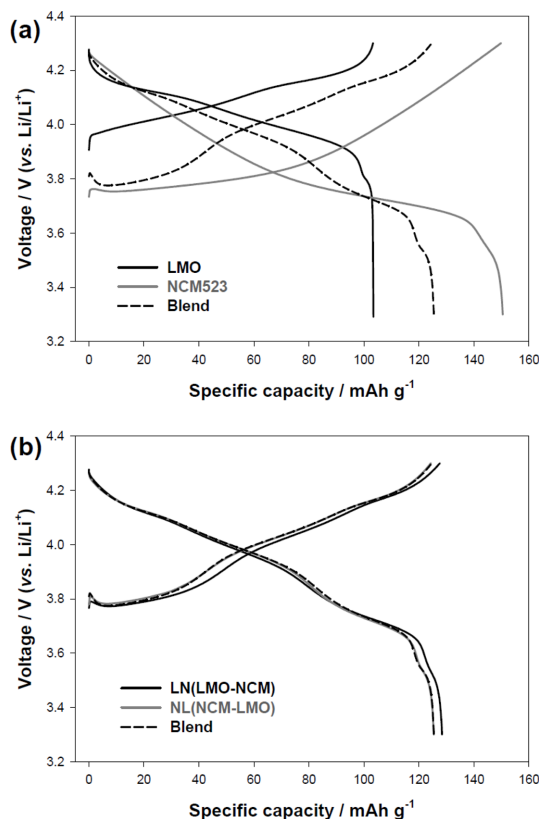 (a)
Voltage / V (vs. Li/Li⁺)
4.4
4.2
4.0
3.8
3.6
3.4
3.2
LMO
NCM523
Blend
0 20 40 60 80 100 120 140 160
Specific capacity / mAh g⁻¹
(b)
Voltage / V (vs. Li/Li⁺)
4.4
4.2
4.0
3.8
3.6
3.4
3.2
LN(LMO-NCM)
NL(NCM-LMO)
Blend
0 20 40 60 80 100 120 140 160
Specific capacity / mAh g⁻¹